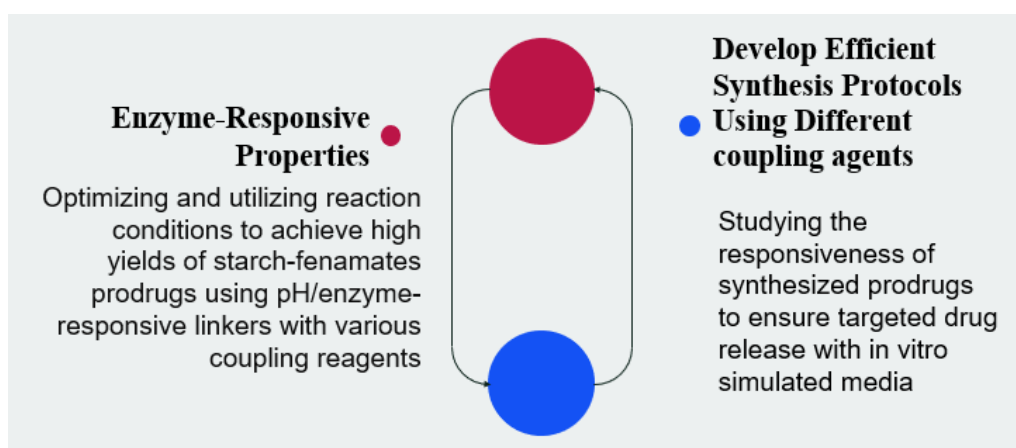 Enzyme-Responsive
Properties
Optimizing and utilizing reaction
conditions to achieve high
yields of starch-fenamates
prodrugs using pH/enzyme-
responsive linkers with various
coupling reagents
Develop Efficient
Synthesis Protocols
Using Different
coupling agents
Studying the
responsiveness of
synthesized prodrugs
to ensure targeted drug
release with in vitro
simulated media